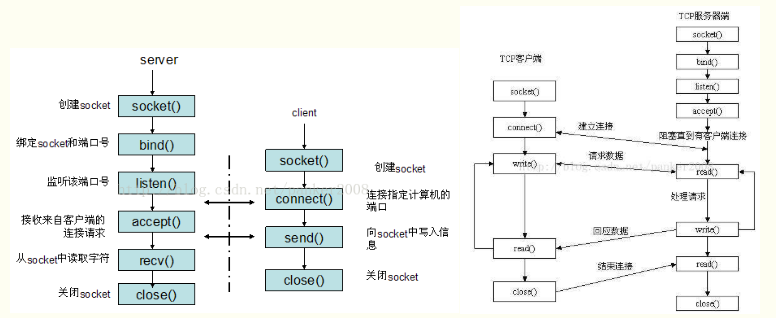 server
创建socket
socket()
绑定socket和端口号
bind()
监听该端口号
listen()
接收来自客户端的
连接请求
accept()
从socket中读取字符
recv()
关闭socket
close()
client
socket()
创建socket
connect()
连接指定计算机的
端口
send()
向socket中写入信
息
close()
关闭socket
TCP客户端
socket()
connect()
write()
read()
close()
建立连接
请求数据
回应数据
结束连接
TCP服务器端
socket()
bind()
listen()
accept()
阻塞直到有客户端连接
read()
处理请求
write()
read()
close()